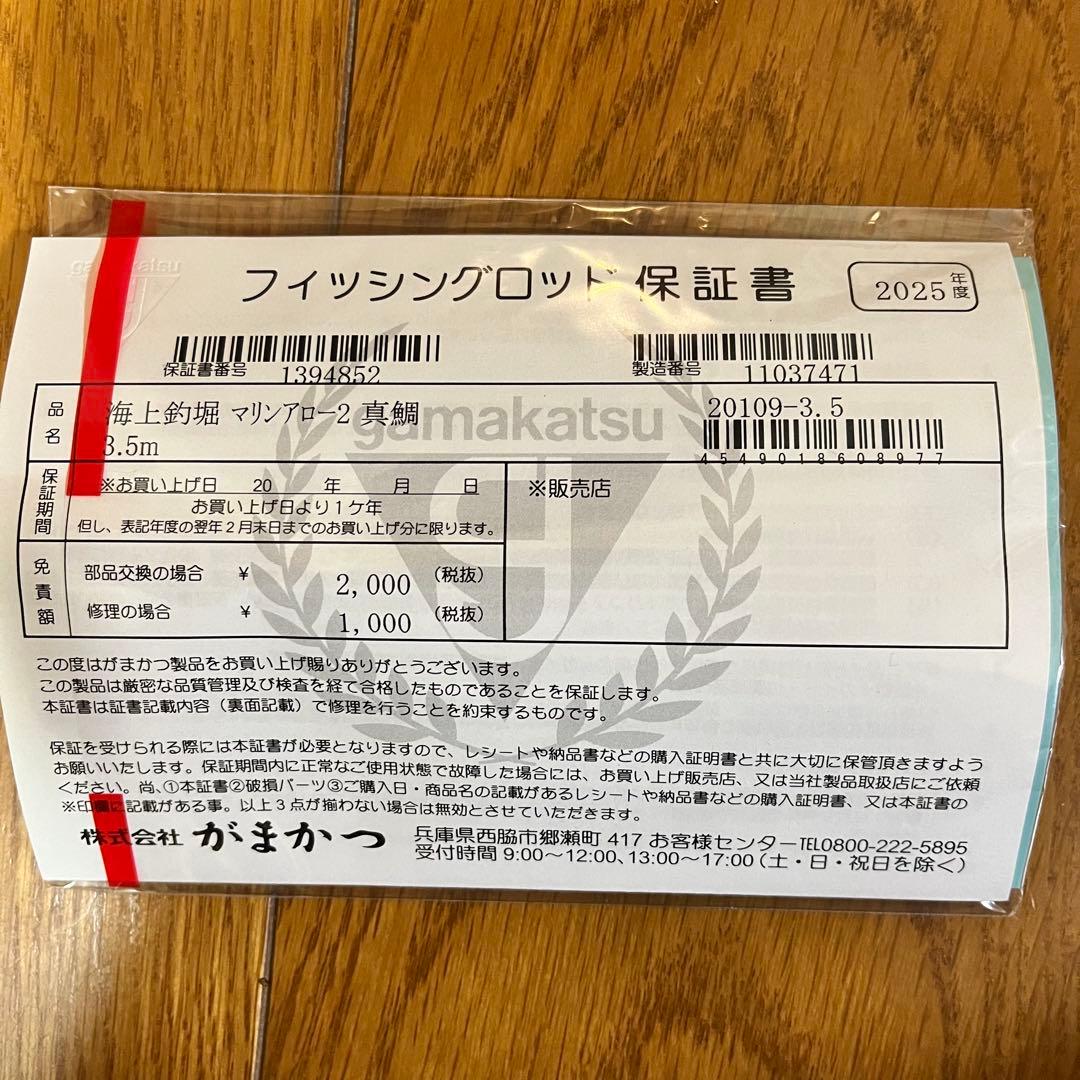 gamakatsu
フィッシングロッド保証書
2025年度
保証書番号 1394852
製造番号 11037471
品名 海上釣堀 マリンアロー2 真鯛
3.5m
20109-3.5
4549018608977
gamakatsu
保証期間 ※お買い上げ日 20 年 月 日
お買い上げ日より1ケ年
但し、表記年度の翌年2月末日までのお買い上げ分に限ります。
※販売店
免責額 部品交換の場合 ¥ 2,000 (税抜)
修理の場合 ¥ 1,000 (税抜)
この度はがまかつ製品をお買い上げ賜りありがとうございます。
この製品は厳密な品質管理及び検査を経て合格したものであることを保証します。
本証書は証書記載内容(裏面記載)で修理を行うことを約束するものです。
保証を受けられる際には本証書が必要となりますので、レシートや納品書などの購入証明書と共に大切に保管頂きますよう
お願いいたします。保証期間内に正常なご使用状態で故障した場合には、お買い上げ販売店、又は当社製品取扱店にご依頼
ください。尚、①本証書②破損パーツ③ご購入日・商品名の記載があるレシートや納品書などの購入証明書、又は本証書の
※印欄に記載がある事。以上3点が揃わない場合は無効とさせていただきます。
株式会社 がまかつ
兵庫県西脇市郷瀬町 417 お客様センターTEL0800-222-5895
受付時間 9:00~12:00、13:00~17:00(土・日・祝日を除く)